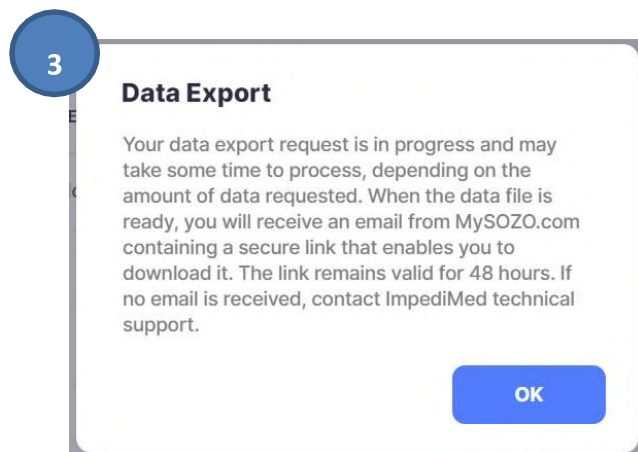 3
Data Export
Your data export request is in progress and may
take some time to process, depending on the
amount of data requested. When the data file is
ready, you will receive an email from MySOZO.com
containing a secure link that enables you to
download it. The link remains valid for 48 hours. If
no email is received, contact ImpediMed technical
support.
OK